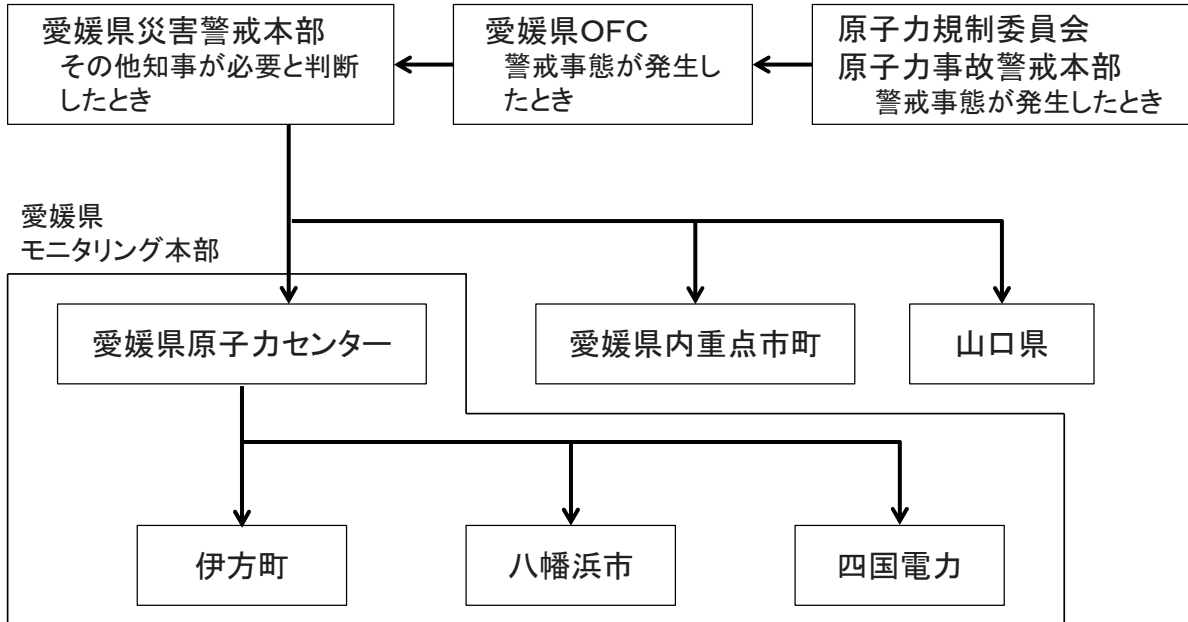 愛媛県災害警戒本部
その他知事が必要と判断
したとき
愛媛県OFC
警戒事態が発生し
たとき
原子力規制委員会
原子力事故警戒本部
警戒事態が発生したとき
愛媛県
モニタリング本部
愛媛県原子力センター
愛媛県内重点市町
山口県
伊方町
八幡浜市
四国電力